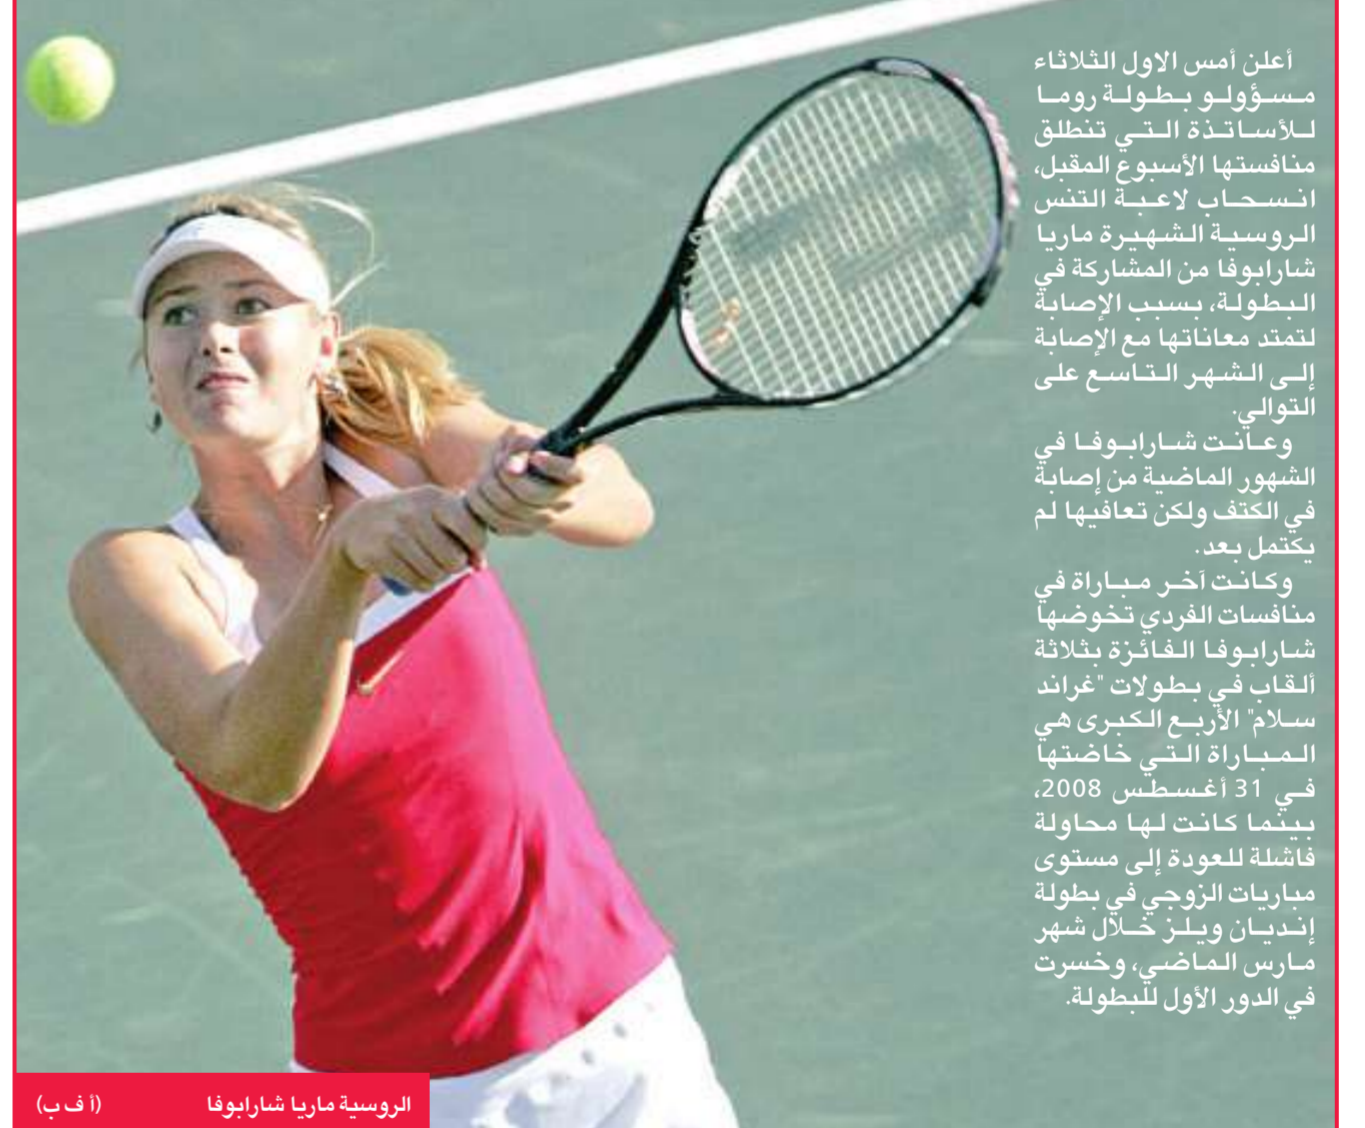 أعلن أمس الاول الثلاثاء
مسؤولو بطولة روما
للأساتذة التي تنطلق
منافستها الأسبوع المقبل،
انسحاب لاعبة التنس
الروسية الشهيرة ماريا
شارابوفا من المشاركة في
البطولة، بسبب الإصابة
لتمتد معاناتها مع الإصابة
إلى الشهر التاسع على
التوالي.
وعانت شارابوفا في
الشهور الماضية من إصابة
في الكتف ولكن تعافيها لم
يكتمل بعد.
وكانت آخر مباراة في
منافسات الفردي تخوضها
شارابوفا الفائزة بثلاثة
ألقاب في بطولات "غراند
سلام" الأربع الكبرى هي
المباراة التي خاضتها
في 31 أغسطس 2008،
بينما كانت لها محاولة
فاشلة للعودة إلى مستوى
مباريات الزوجي في بطولة
إنديان ويلز خلال شهر
مارس الماضي، وخسرت
في الدور الأول للبطولة.
الروسية ماريا شارابوفا (أ ف ب)